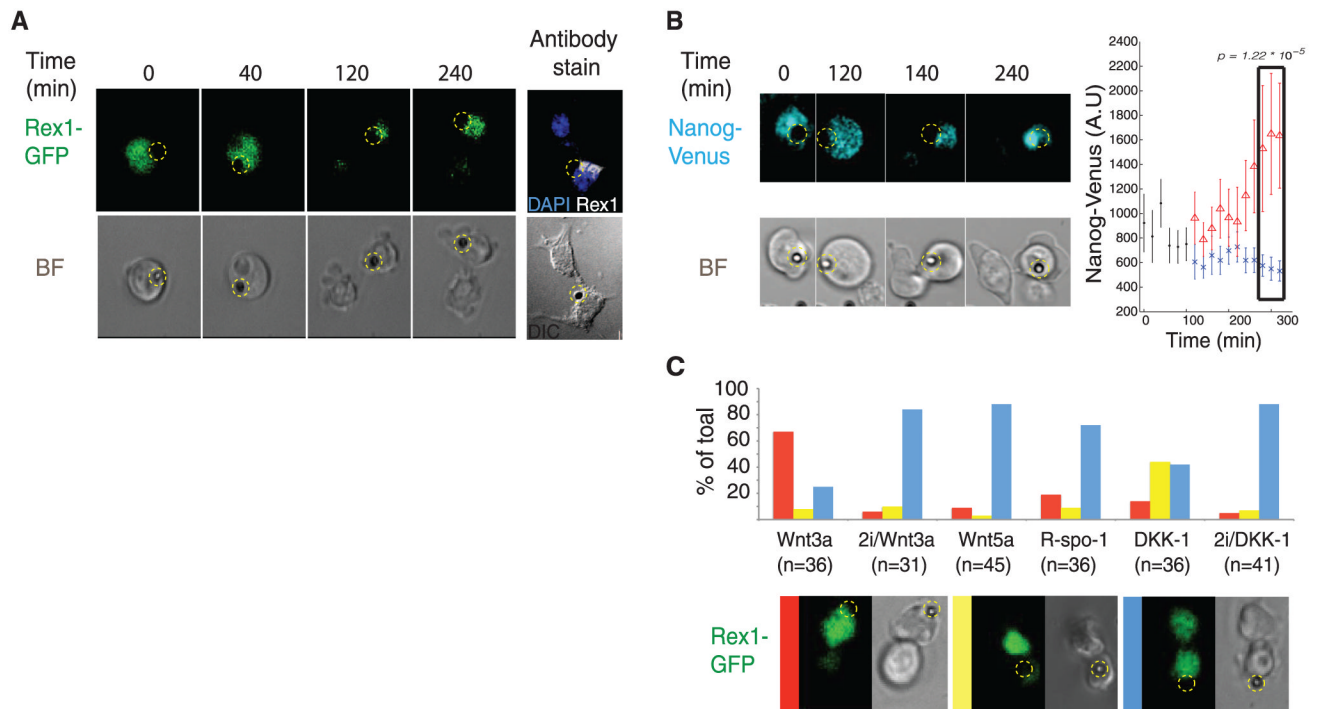 A
Time
(min)
0
40
120
240
Antibody
stain
Rex1-
GFP
DAPI Rex1
BF
DIC
B
Time
(min)
0
120
140
240
Nanog-
Venus
BF
p = 1.22 * 10⁻⁵
Nanog-Venus (A.U)
2400
2200
2000
1800
1600
1400
1200
1000
800
600
400
200
0
100
200
300
Time (min)
C
% of toal
100
80
60
40
20
Wnt3a 2i/Wnt3a Wnt5a R-spo-1 DKK-1 2i/DKK-1
(n=36) (n=31) (n=45) (n=36) (n=36) (n=41)
Rex1-
GFP